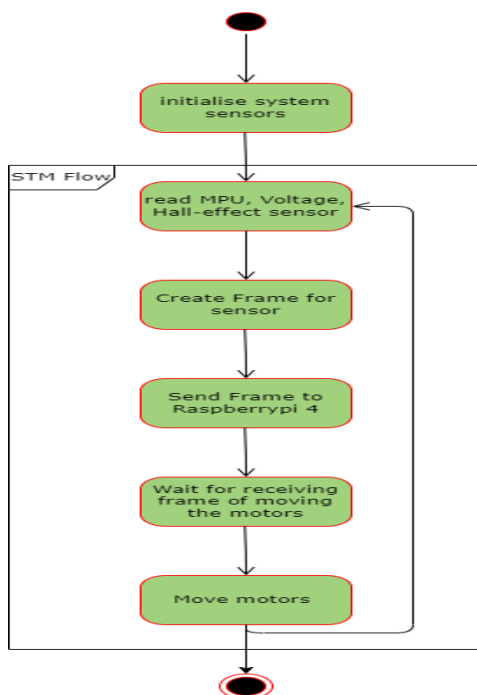 initialise system
sensors
STM Flow
read MPU, Voltage,
Hall-effect sensor
Create Frame for
sensor
Send Frame to
Raspberrypi 4
Wait for receiving
frame of moving
the motors
Move motors